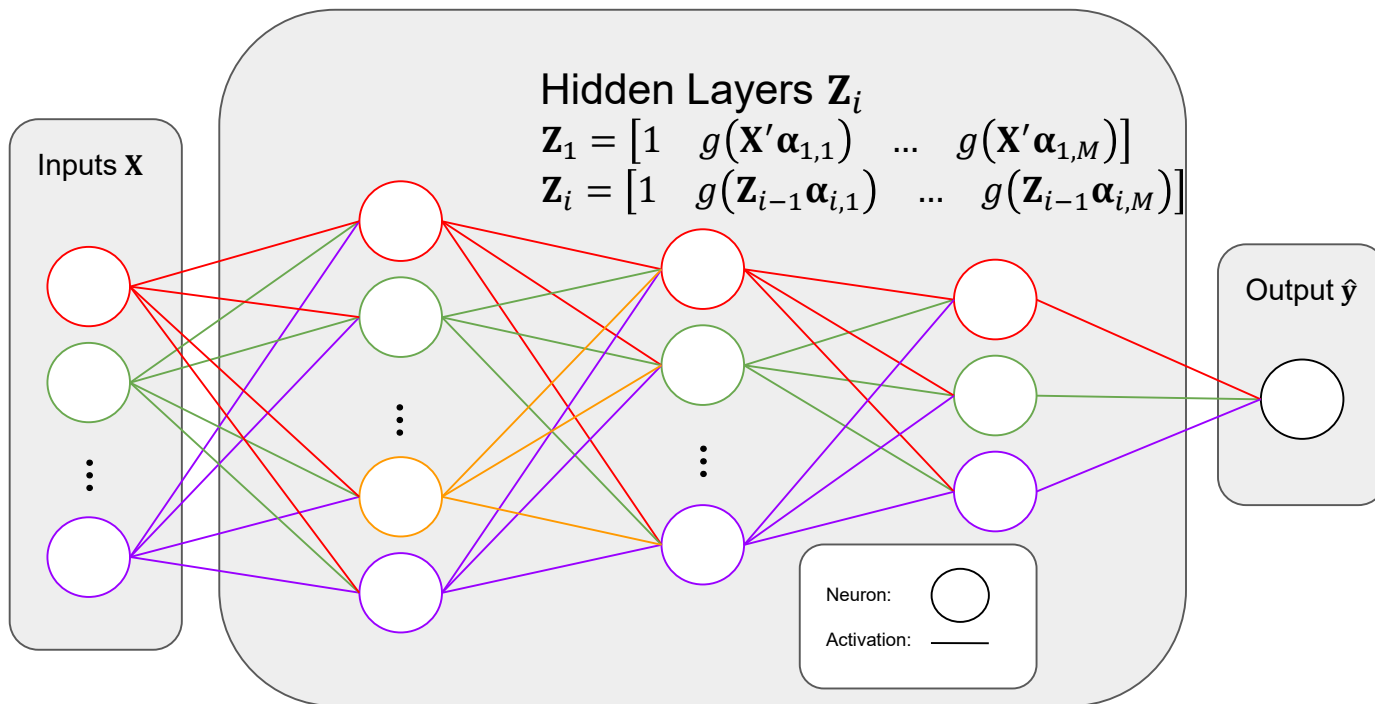 Hidden Layers 𝐙ᵢ
𝐙₁ = [1 g(𝐗′𝛂₁,₁) … g(𝐗′𝛂₁,M)]
𝐙ᵢ = [1 g(𝐙ᵢ₋₁𝛂ᵢ,₁) … g(𝐙ᵢ₋₁𝛂ᵢ,M)]
Inputs 𝐗
Output 𝐲̂
Neuron:
Activation: